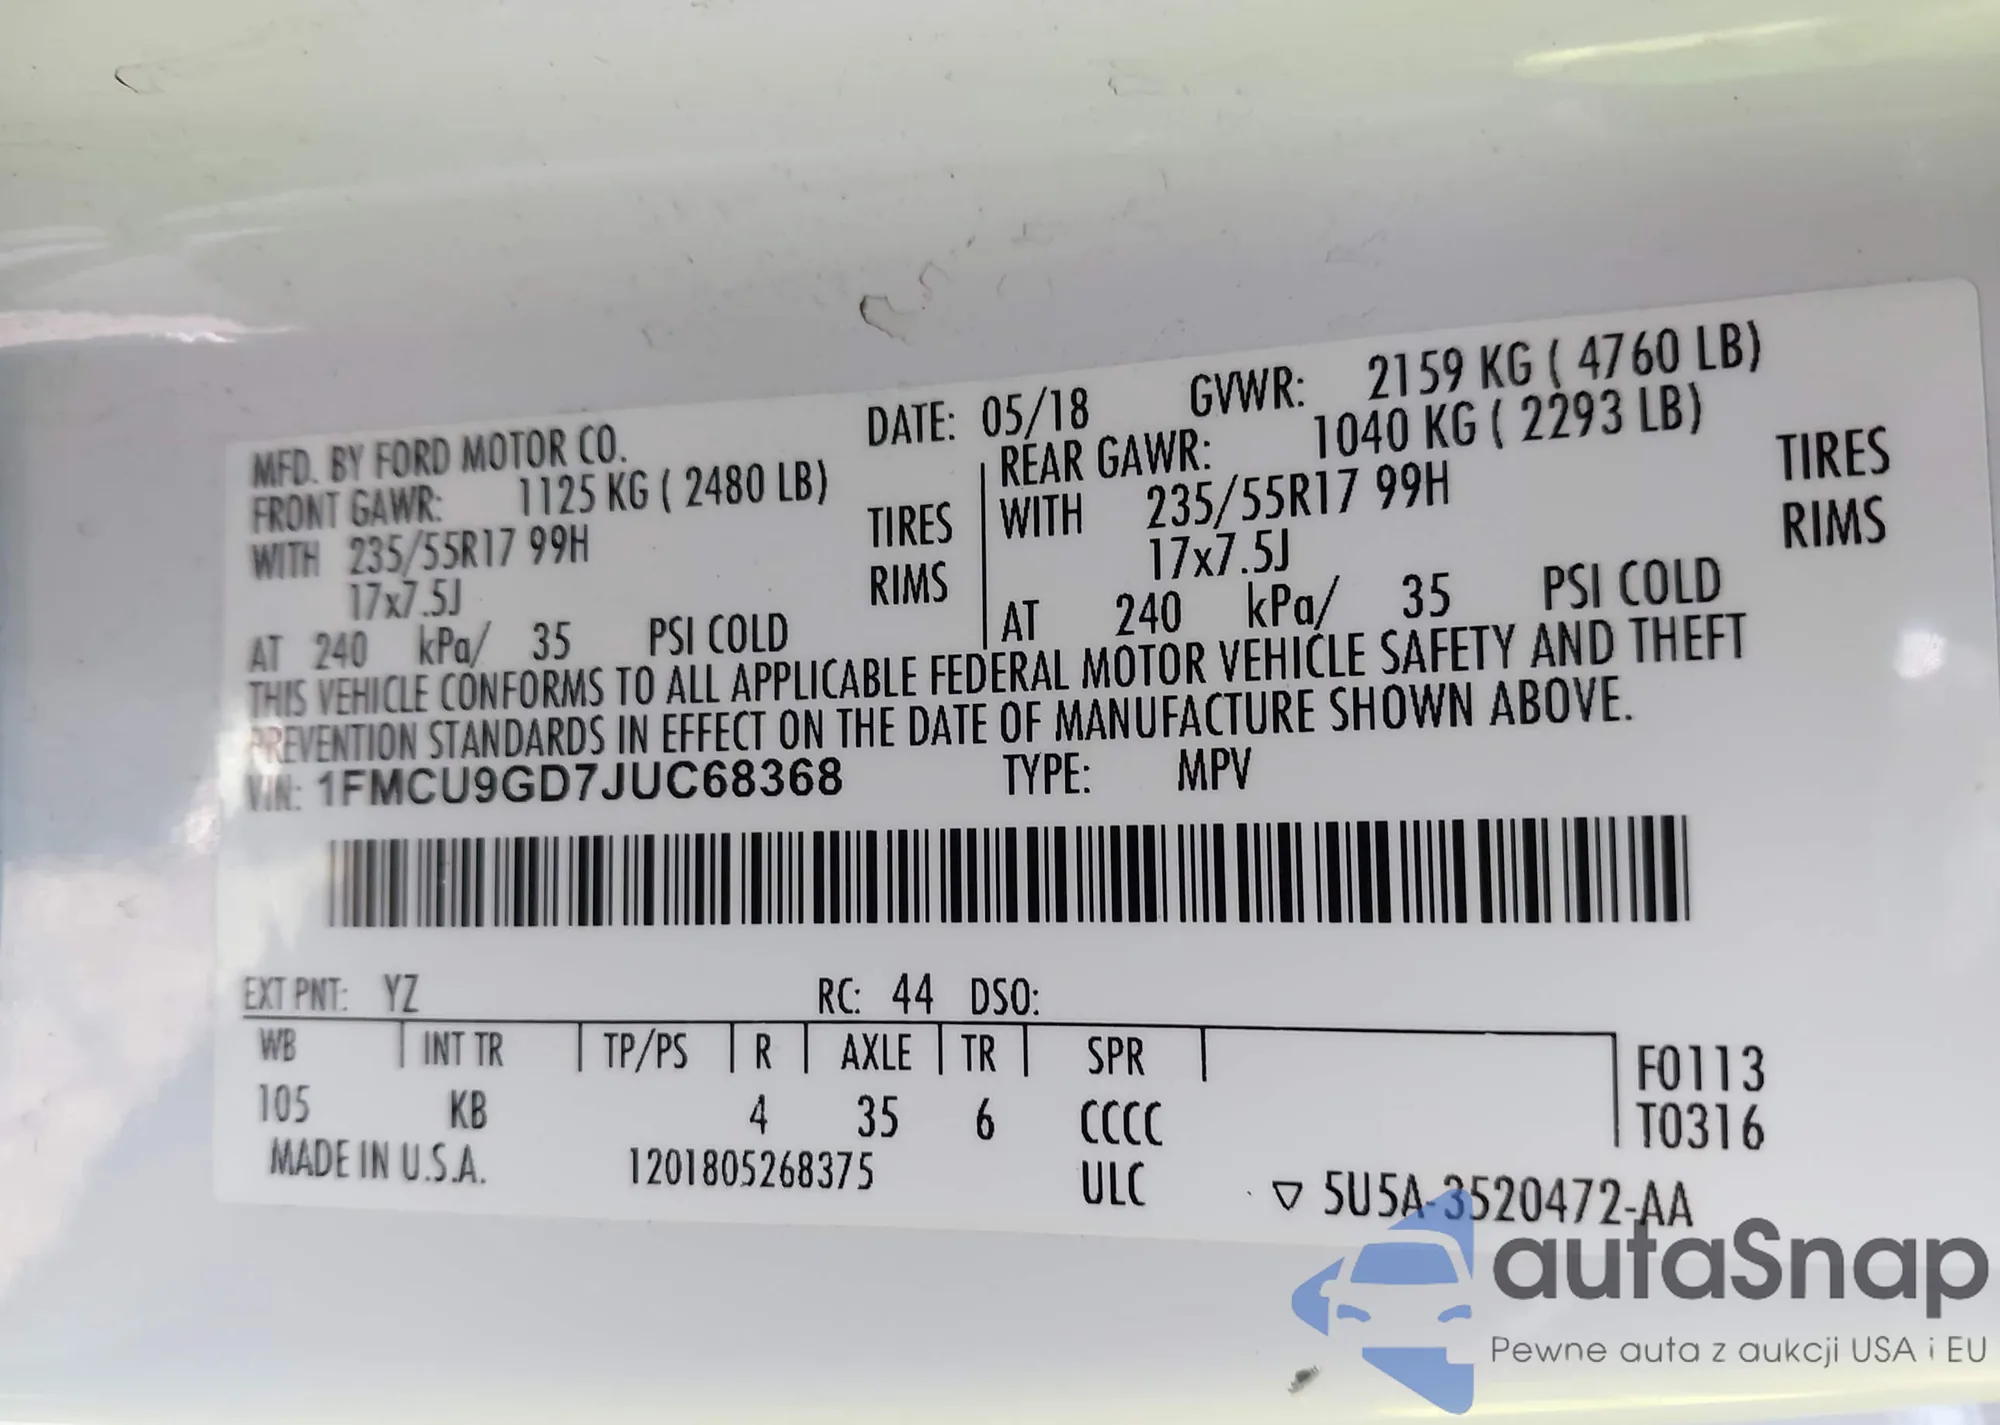 MFD. BY FORD MOTOR CO. DATE: 05/18 GVWR: 2159 KG ( 4760 LB)
FRONT GAWR: 1125 KG ( 2480 LB) REAR GAWR: 1040 KG ( 2293 LB)
WITH 235/55R17 99H TIRES WITH 235/55R17 99H TIRES
17x7.5J RIMS 17x7.5J RIMS
AT 240 kPa/ 35 PSI COLD AT 240 kPa/ 35 PSI COLD
THIS VEHICLE CONFORMS TO ALL APPLICABLE FEDERAL MOTOR VEHICLE SAFETY AND THEFT
PREVENTION STANDARDS IN EFFECT ON THE DATE OF MANUFACTURE SHOWN ABOVE.
VIN: 1FMCU9GD7JUC68368 TYPE: MPV
EXT PNT: YZ RC: 44 DSO:
WB INT TR TP/PS R AXLE TR SPR F0113
105 KB 4 35 6 CCCC T0316
MADE IN U.S.A. 1201805268375 ULC ▽ 5U5A-3520472-AA
autaSnap
Pewne auta z aukcji USA i EU